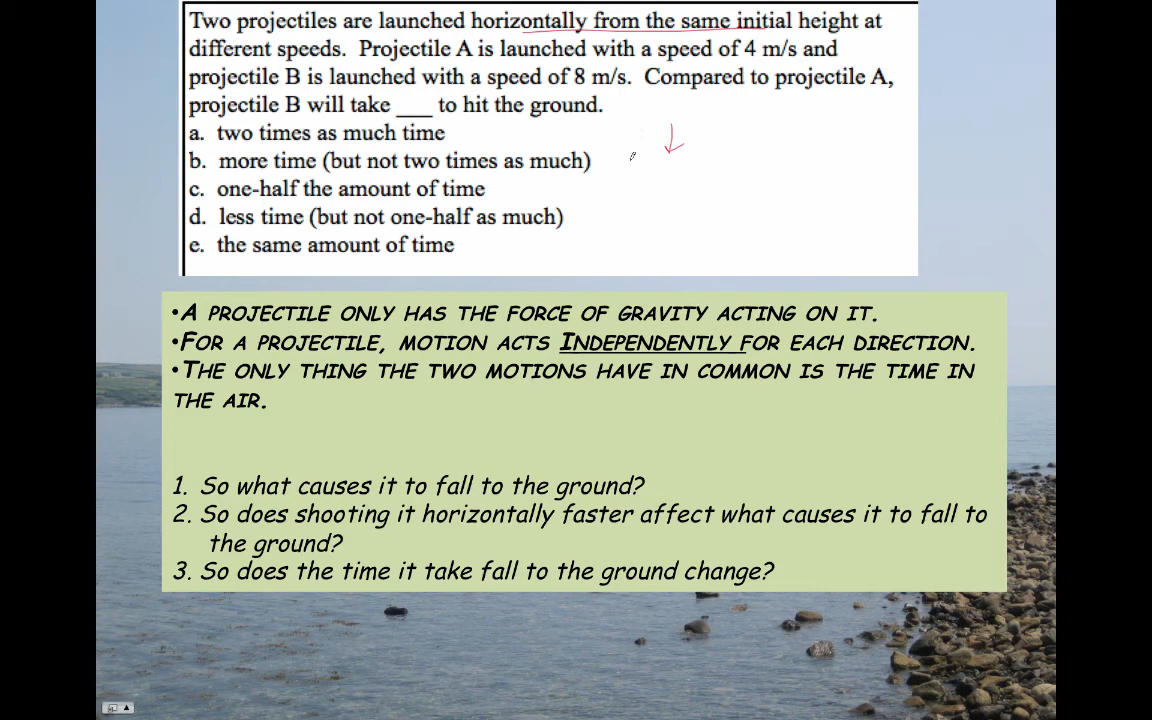 Two projectiles are launched horizontally from the same initial height at
different speeds.  Projectile A is launched with a speed of 4 m/s and
projectile B is launched with a speed of 8 m/s.  Compared to projectile A,
projectile B will take ___ to hit the ground.
a.  two times as much time
b.  more time (but not two times as much)
c.  one-half the amount of time
d.  less time (but not one-half as much)
e.  the same amount of time
•A PROJECTILE ONLY HAS THE FORCE OF GRAVITY ACTING ON IT.
•FOR A PROJECTILE, MOTION ACTS INDEPENDENTLY FOR EACH DIRECTION.
•THE ONLY THING THE TWO MOTIONS HAVE IN COMMON IS THE TIME IN
THE AIR.
1. So what causes it to fall to the ground?
2. So does shooting it horizontally faster affect what causes it to fall to
the ground?
3. So does the time it take fall to the ground change?